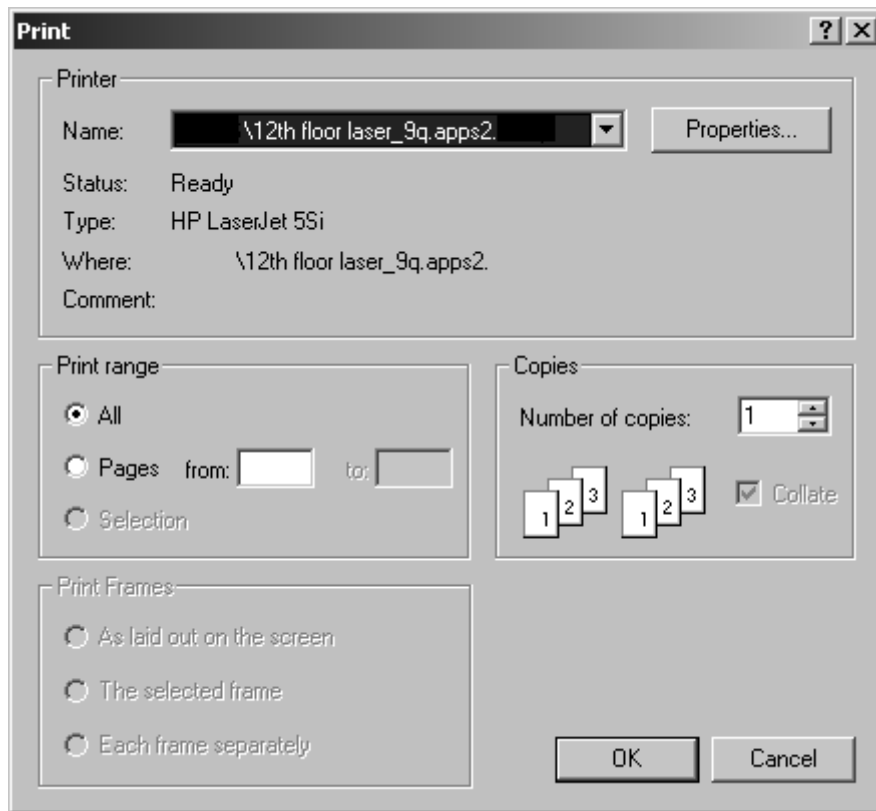 Print
Printer
Name: \12th floor laser_9q.apps2. Properties...
Status: Ready
Type: HP LaserJet 5Si
Where: \12th floor laser_9q.apps2.
Comment:
Print range
All
Pages from: to:
Selection
Copies
Number of copies: 1
1 2 3 1 2 3 Collate
Print Frames
As laid out on the screen
The selected frame
Each frame separately
OK Cancel